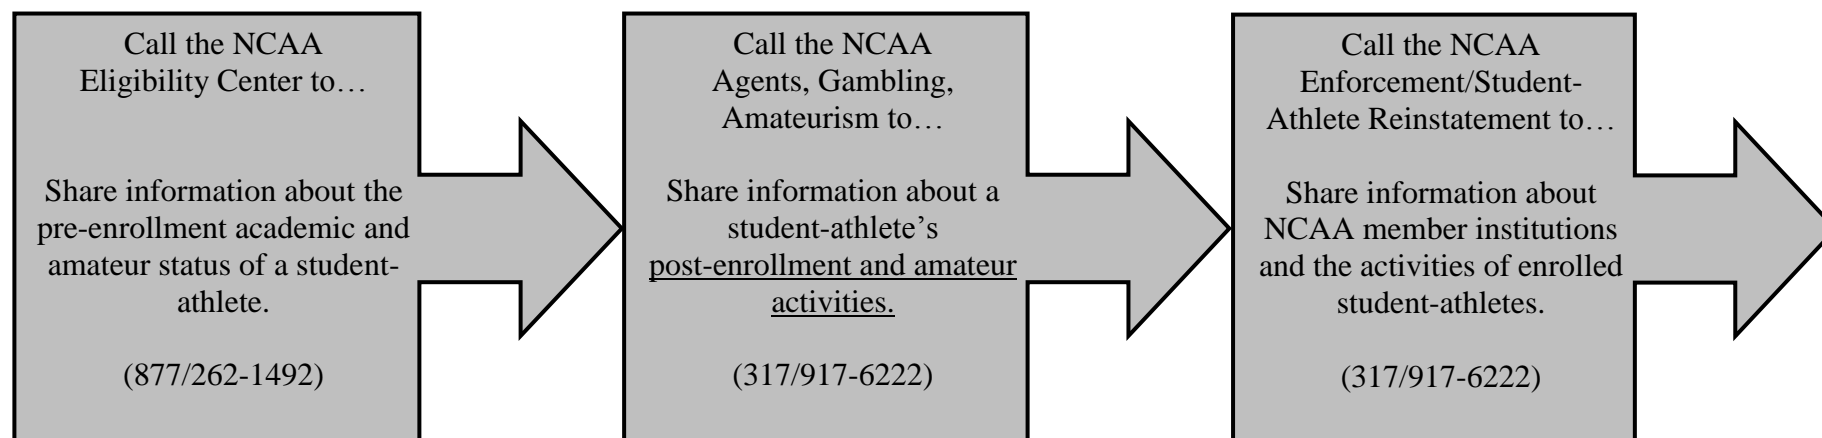 Call the NCAA
Eligibility Center to…
Share information about the
pre-enrollment academic and
amateur status of a student-
athlete.
(877/262-1492)
Call the NCAA
Agents, Gambling,
Amateurism to…
Share information about a
student-athlete’s
post-enrollment and amateur
activities.
(317/917-6222)
Call the NCAA
Enforcement/Student-
Athlete Reinstatement to…
Share information about
NCAA member institutions
and the activities of enrolled
student-athletes.
(317/917-6222)